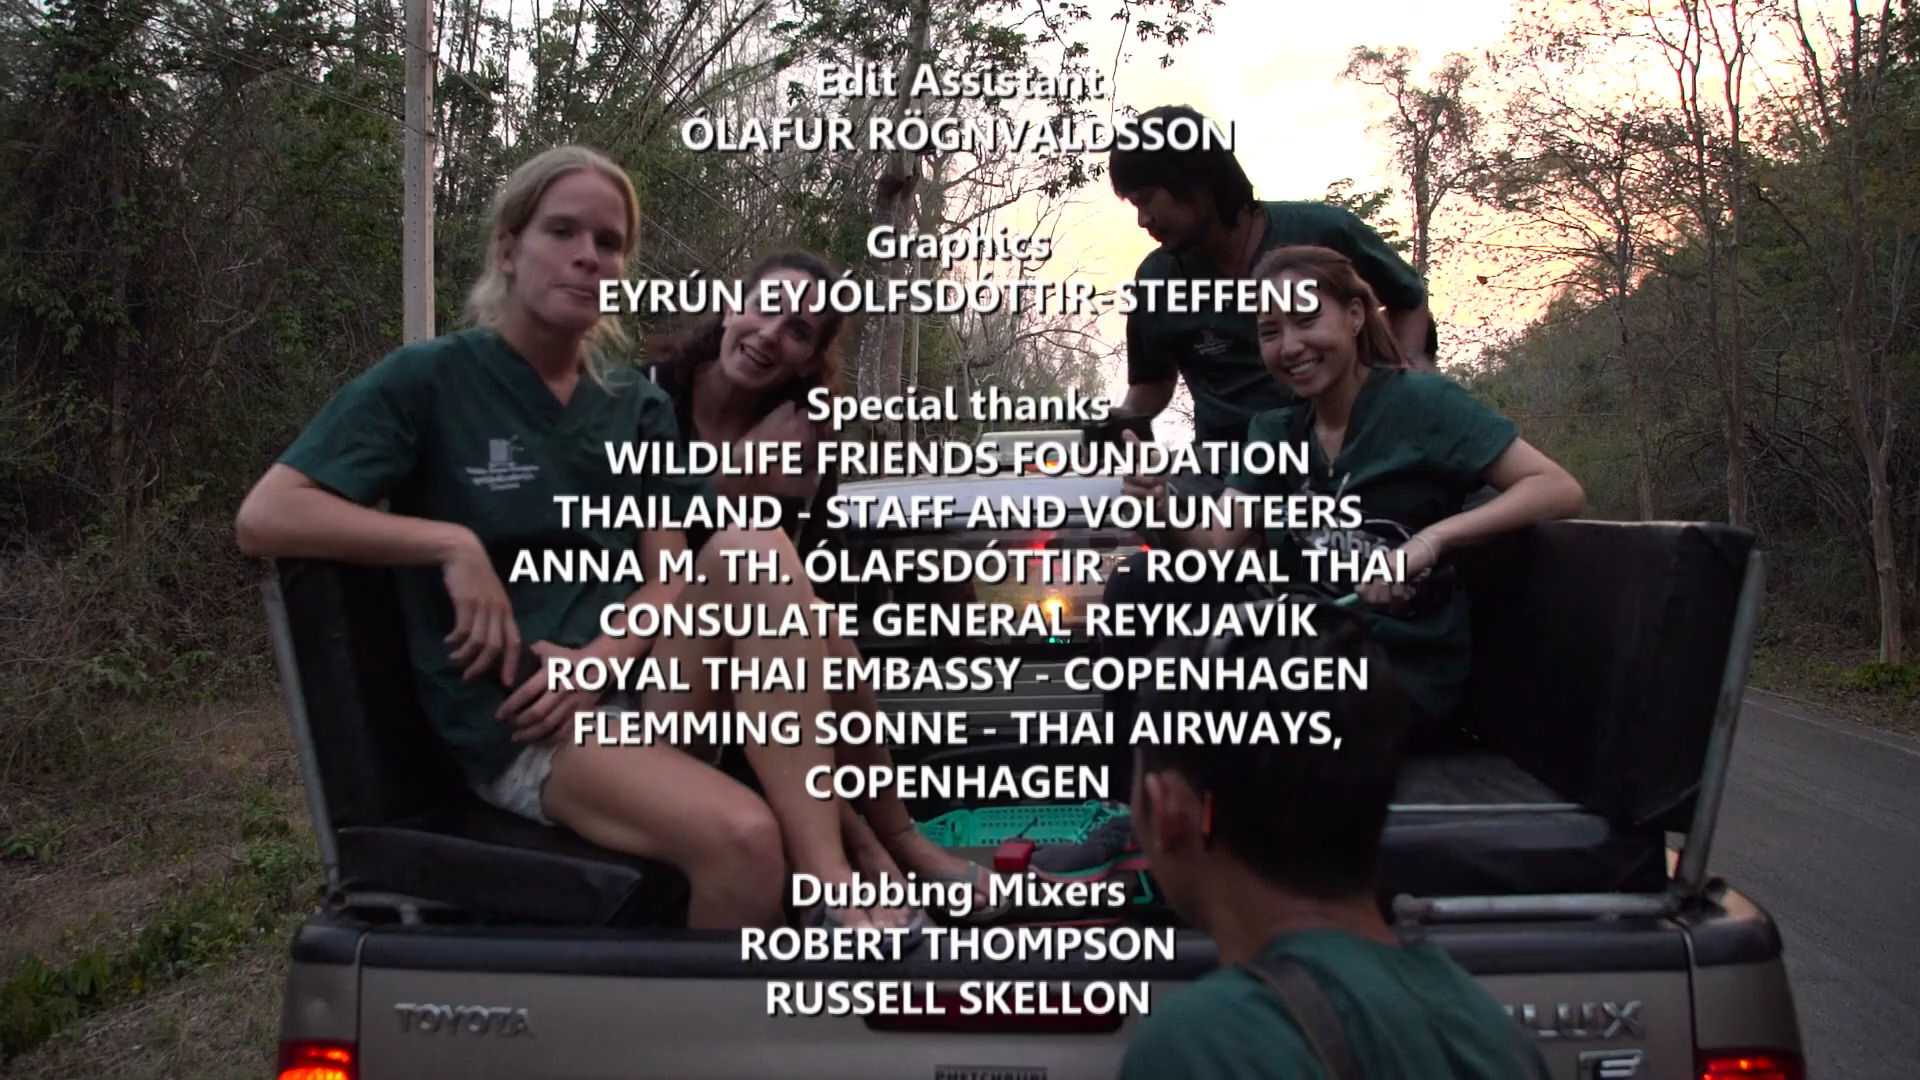 Edit Assistant
ÓLAFUR RÖGNVALDSSON
Graphics
EYRÚN EYJÓLFSDÓTTIR-STEFFENS
Special thanks
WILDLIFE FRIENDS FOUNDATION
THAILAND - STAFF AND VOLUNTEERS
ANNA M. TH. ÓLAFSDÓTTIR - ROYAL THAI
CONSULATE GENERAL REYKJAVÍK
ROYAL THAI EMBASSY - COPENHAGEN
FLEMMING SONNE - THAI AIRWAYS,
COPENHAGEN
Dubbing Mixers
ROBERT THOMPSON
RUSSELL SKELLON
TOYOTA